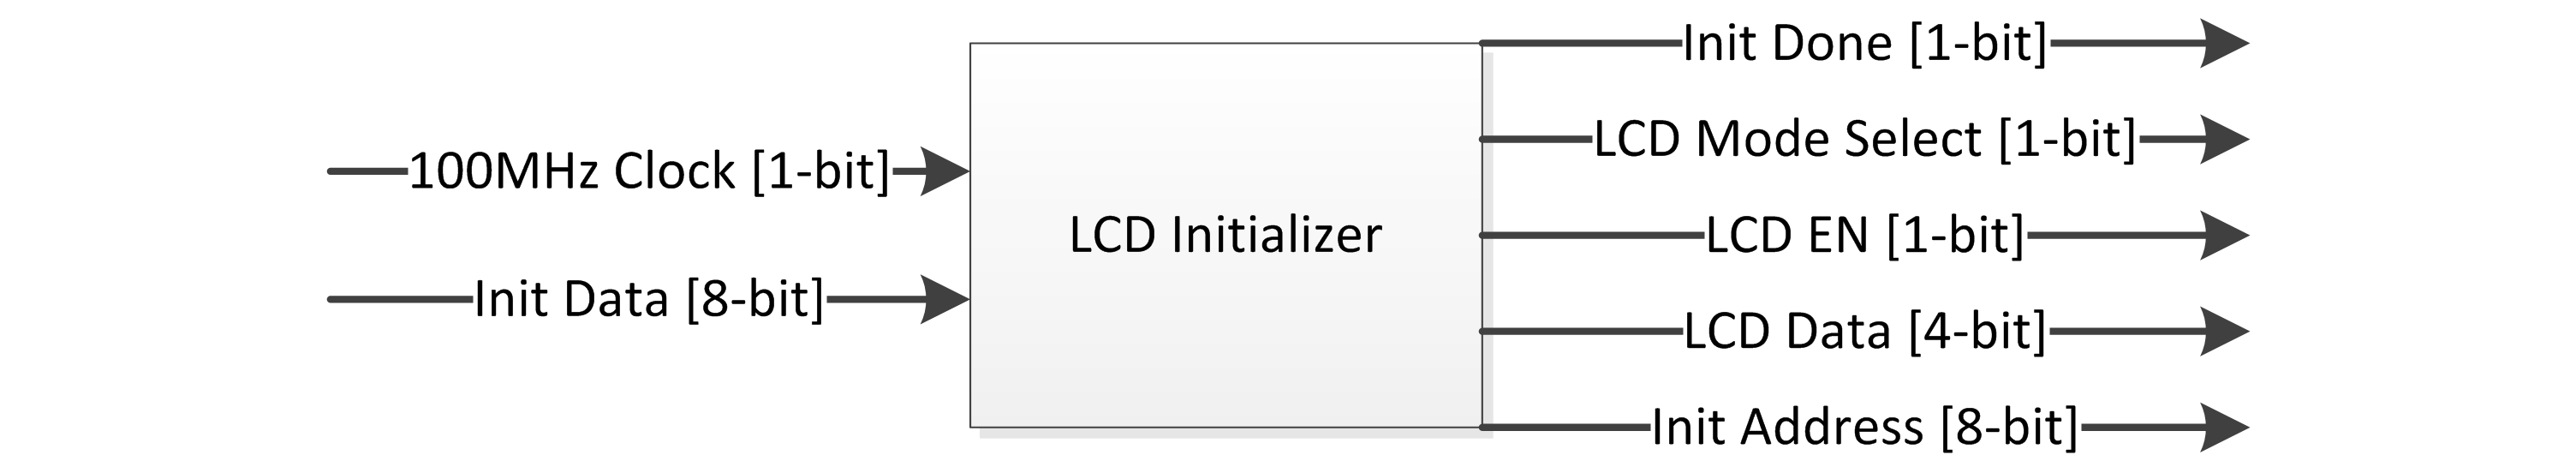 100MHz Clock [1-bit]
Init Data [8-bit]
LCD Initializer
Init Done [1-bit]
LCD Mode Select [1-bit]
LCD EN [1-bit]
LCD Data [4-bit]
Init Address [8-bit]